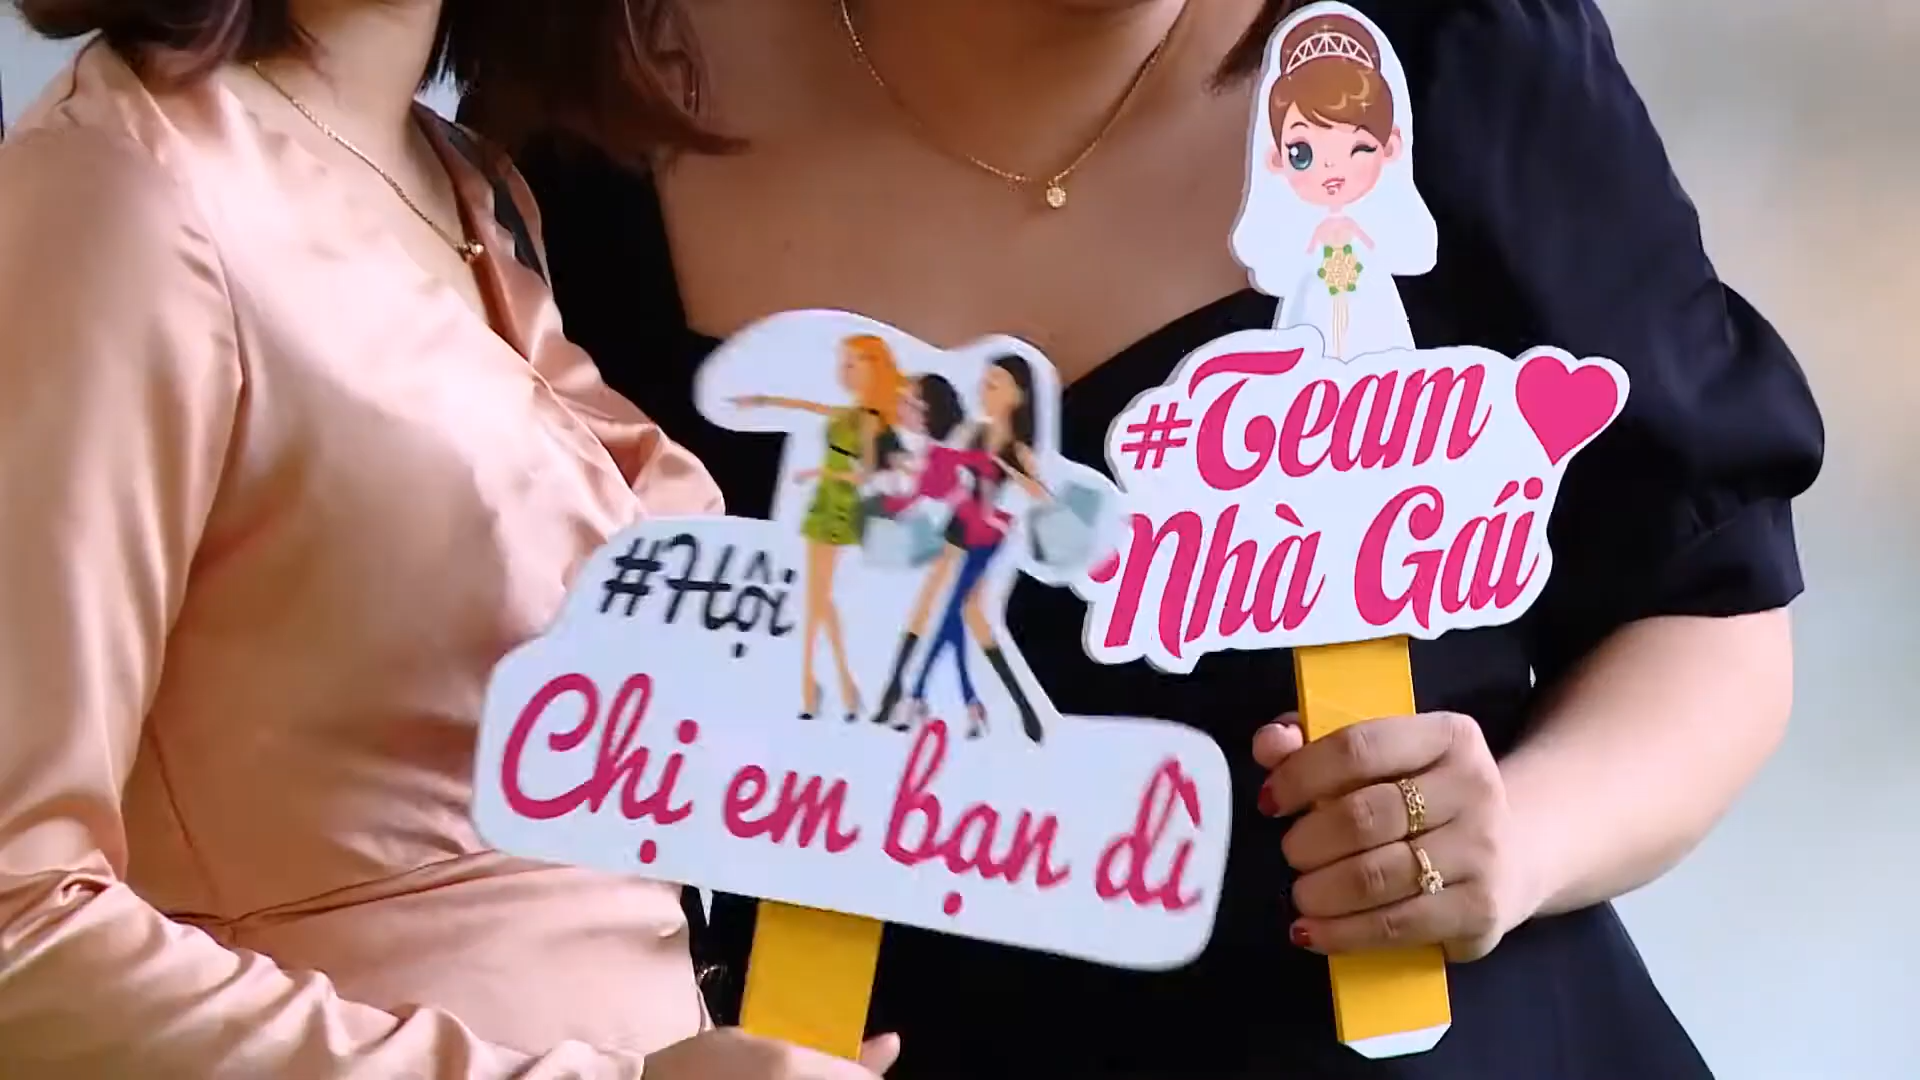 #Hội
Chị em bạn dì
#Team
Nhà Gái